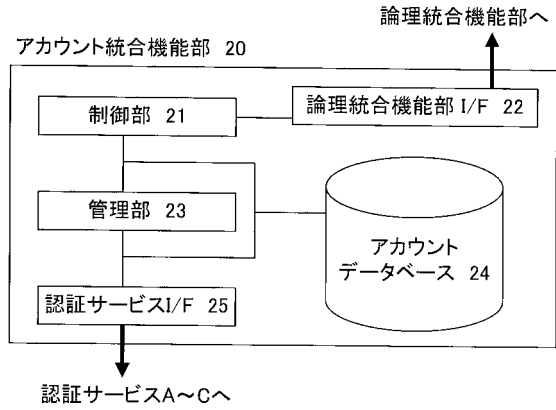 論理統合機能部へ
アカウント統合機能部 20
制御部 21
論理統合機能部 I/F 22
管理部 23
アカウント
データベース 24
認証サービスI/F 25
認証サービスA~Cへ